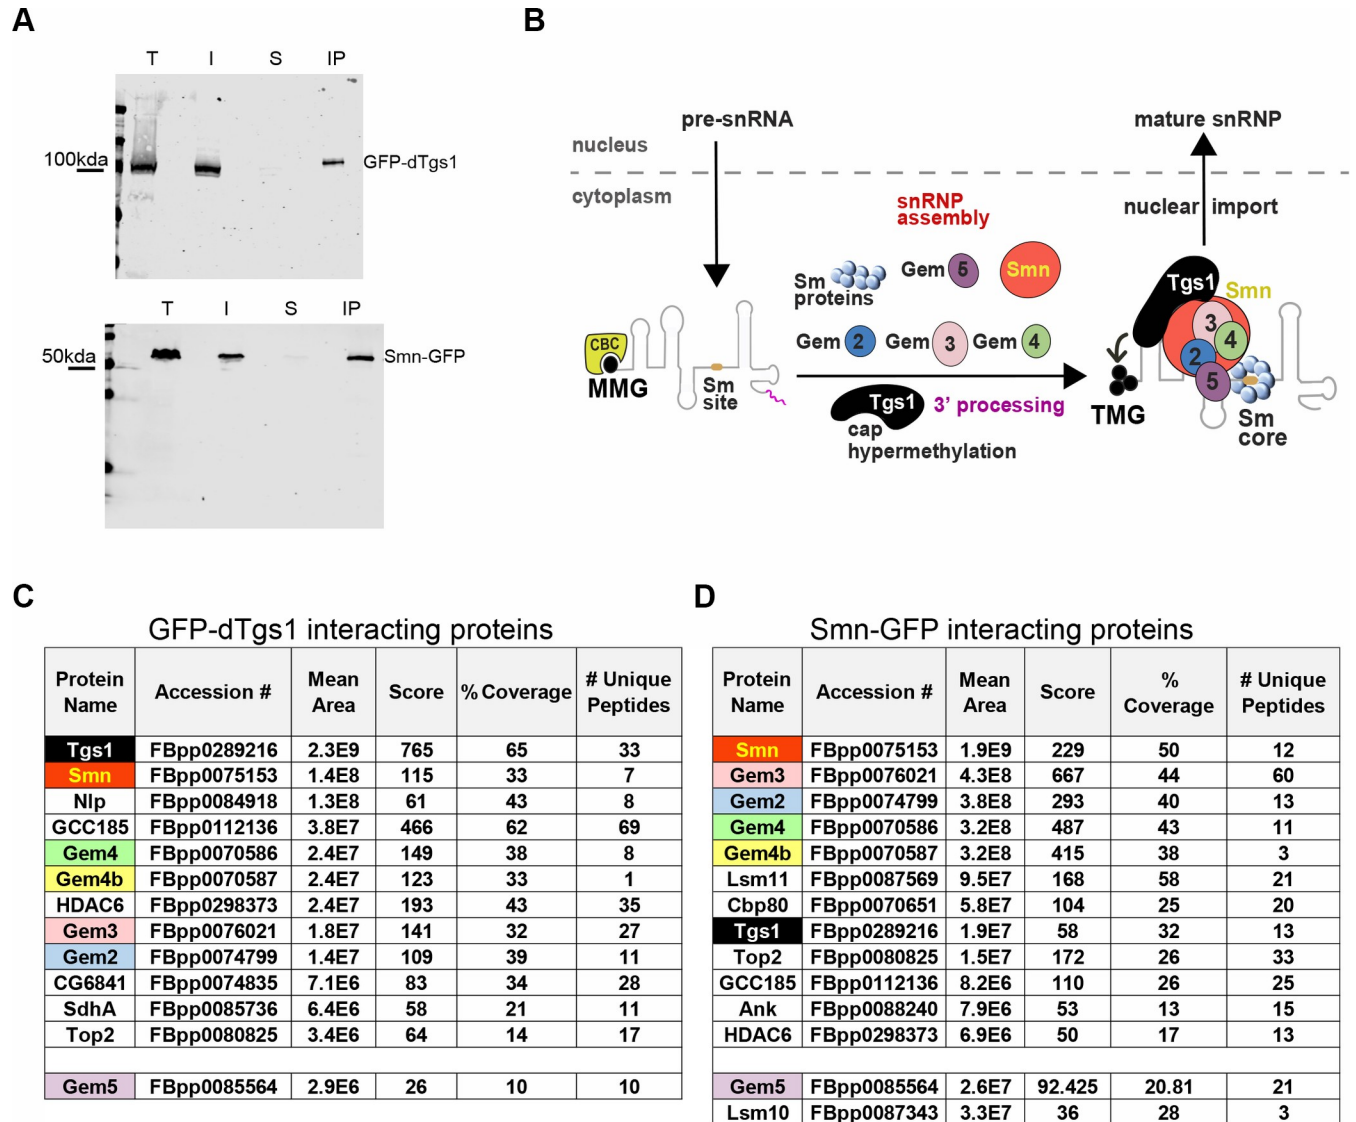 A
T I S IP
100kda
GFP-dTgs1
T I S IP
50kda
Smn-GFP
B
pre-snRNA
mature snRNP
nucleus
cytoplasm
snRNP
assembly
nuclear import
Sm
proteins
Gem 5
Smn
Gem 2
Gem 3
Gem 4
CBC
MMG
Sm
site
Tgs1
cap
hypermethylation
3' processing
Tgs1
Smn
3
4
2
5
TMG
Sm
core
C
GFP-dTgs1 interacting proteins
Protein Name Accession # Mean Area Score % Coverage # Unique Peptides
Tgs1 FBpp0289216 2.3E9 765 65 33
Smn FBpp0075153 1.4E8 115 33 7
Nlp FBpp0084918 1.3E8 61 43 8
GCC185 FBpp0112136 3.8E7 466 62 69
Gem4 FBpp0070586 2.4E7 149 38 8
Gem4b FBpp0070587 2.4E7 123 33 1
HDAC6 FBpp0298373 2.4E7 193 43 35
Gem3 FBpp0076021 1.8E7 141 32 27
Gem2 FBpp0074799 1.4E7 109 39 11
CG6841 FBpp0074835 7.1E6 83 34 28
SdhA FBpp0085736 6.4E6 58 21 11
Top2 FBpp0080825 3.4E6 64 14 17
Gem5 FBpp0085564 2.9E6 26 10 10
D
Smn-GFP interacting proteins
Protein Name Accession # Mean Area Score % Coverage # Unique Peptides
Smn FBpp0075153 1.9E9 229 50 12
Gem3 FBpp0076021 4.3E8 667 44 60
Gem2 FBpp0074799 3.8E8 293 40 13
Gem4 FBpp0070586 3.2E8 487 43 11
Gem4b FBpp0070587 3.2E8 415 38 3
Lsm11 FBpp0087569 9.5E7 168 58 21
Cbp80 FBpp0070651 5.8E7 104 25 20
Tgs1 FBpp0289216 1.9E7 58 32 13
Top2 FBpp0080825 1.5E7 172 26 33
GCC185 FBpp0112136 8.2E6 110 26 25
Ank FBpp0088240 7.9E6 53 13 15
HDAC6 FBpp0298373 6.9E6 50 17 13
Gem5 FBpp0085564 2.6E7 92.425 20.81 21
Lsm10 FBpp0087343 3.3E7 36 28 3